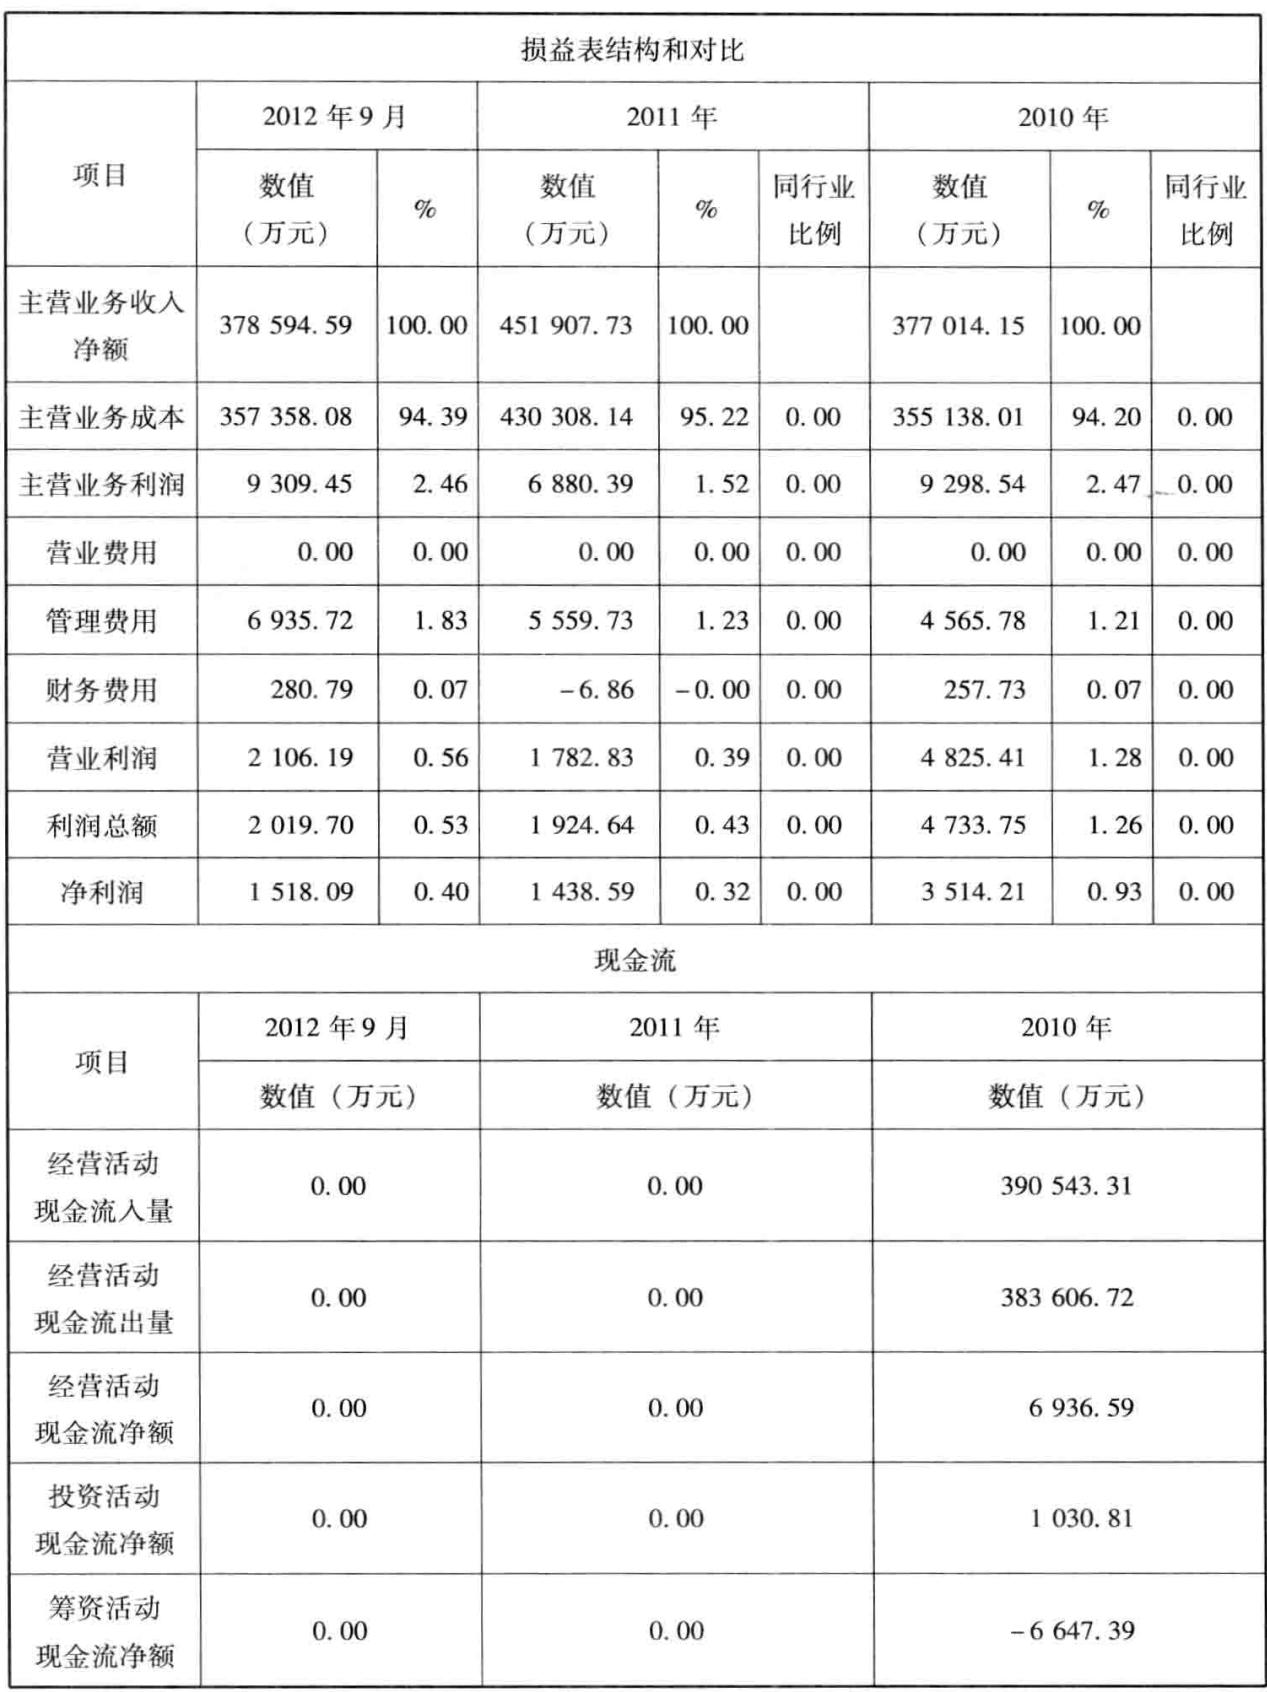 损益表结构和对比
项目 2012 年 9 月 2011 年 2010 年
数值（万元） % 数值（万元） % 同行业比例 数值（万元） % 同行业比例
主营业务收入净额 378 594.59 100.00 451 907.73 100.00 377 014.15 100.00
主营业务成本 357 358.08 94.39 430 308.14 95.22 0.00 355 138.01 94.20 0.00
主营业务利润 9 309.45 2.46 6 880.39 1.52 0.00 9 298.54 2.47 0.00
营业费用 0.00 0.00 0.00 0.00 0.00 0.00 0.00 0.00
管理费用 6 935.72 1.83 5 559.73 1.23 0.00 4 565.78 1.21 0.00
财务费用 280.79 0.07 -6.86 -0.00 0.00 257.73 0.07 0.00
营业利润 2 106.19 0.56 1 782.83 0.39 0.00 4 825.41 1.28 0.00
利润总额 2 019.70 0.53 1 924.64 0.43 0.00 4 733.75 1.26 0.00
净利润 1 518.09 0.40 1 438.59 0.32 0.00 3 514.21 0.93 0.00
现金流
项目 2012 年 9 月 2011 年 2010 年
数值（万元） 数值（万元） 数值（万元）
经营活动现金流入量 0.00 0.00 390 543.31
经营活动现金流出量 0.00 0.00 383 606.72
经营活动现金流净额 0.00 0.00 6 936.59
投资活动现金流净额 0.00 0.00 1 030.81
筹资活动现金流净额 0.00 0.00 -6 647.39